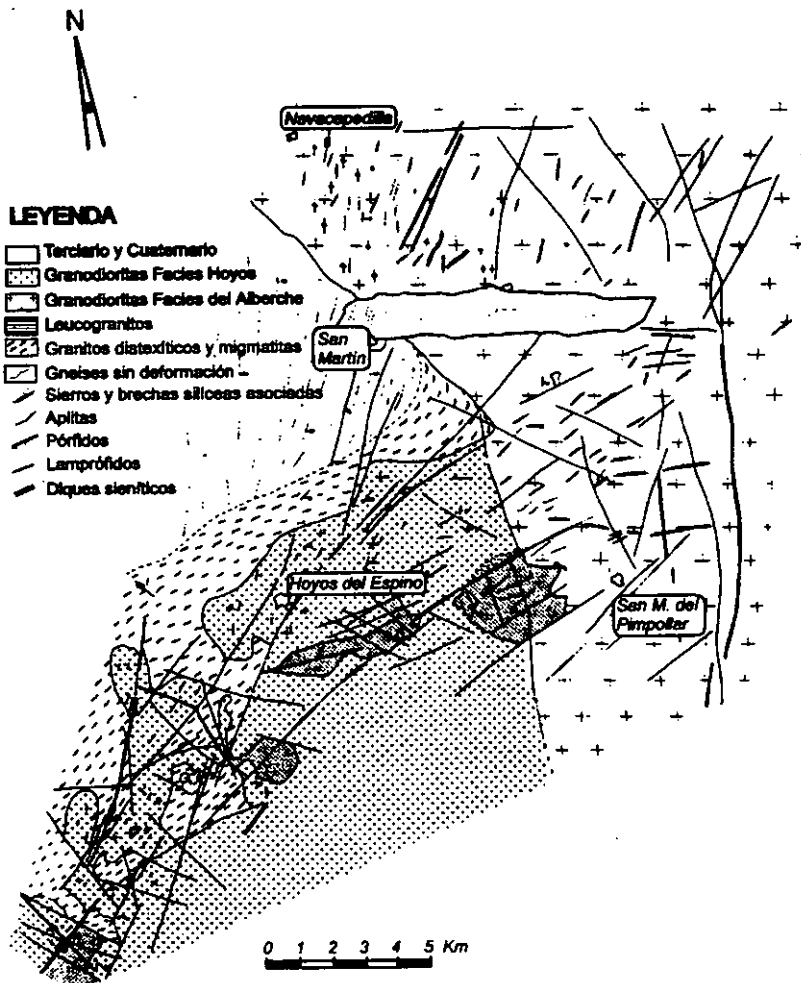 N
Navacepedilla
LEYENDA
Terciario y Cuaternario
Granodioritas Facies Hoyos
Granodioritas Facies del Alberche
Leucogranitos
Granitos diatexíticos y migmatitas
Gneises sin deformación
Sierros y brechas silíceas asociadas
Aplitas
Pórfidos
Lamprófidos
Diques sieníticos
San
Martín
Hoyos del Espino
San M. del
Pimpollar
0 1 2 3 4 5 Km